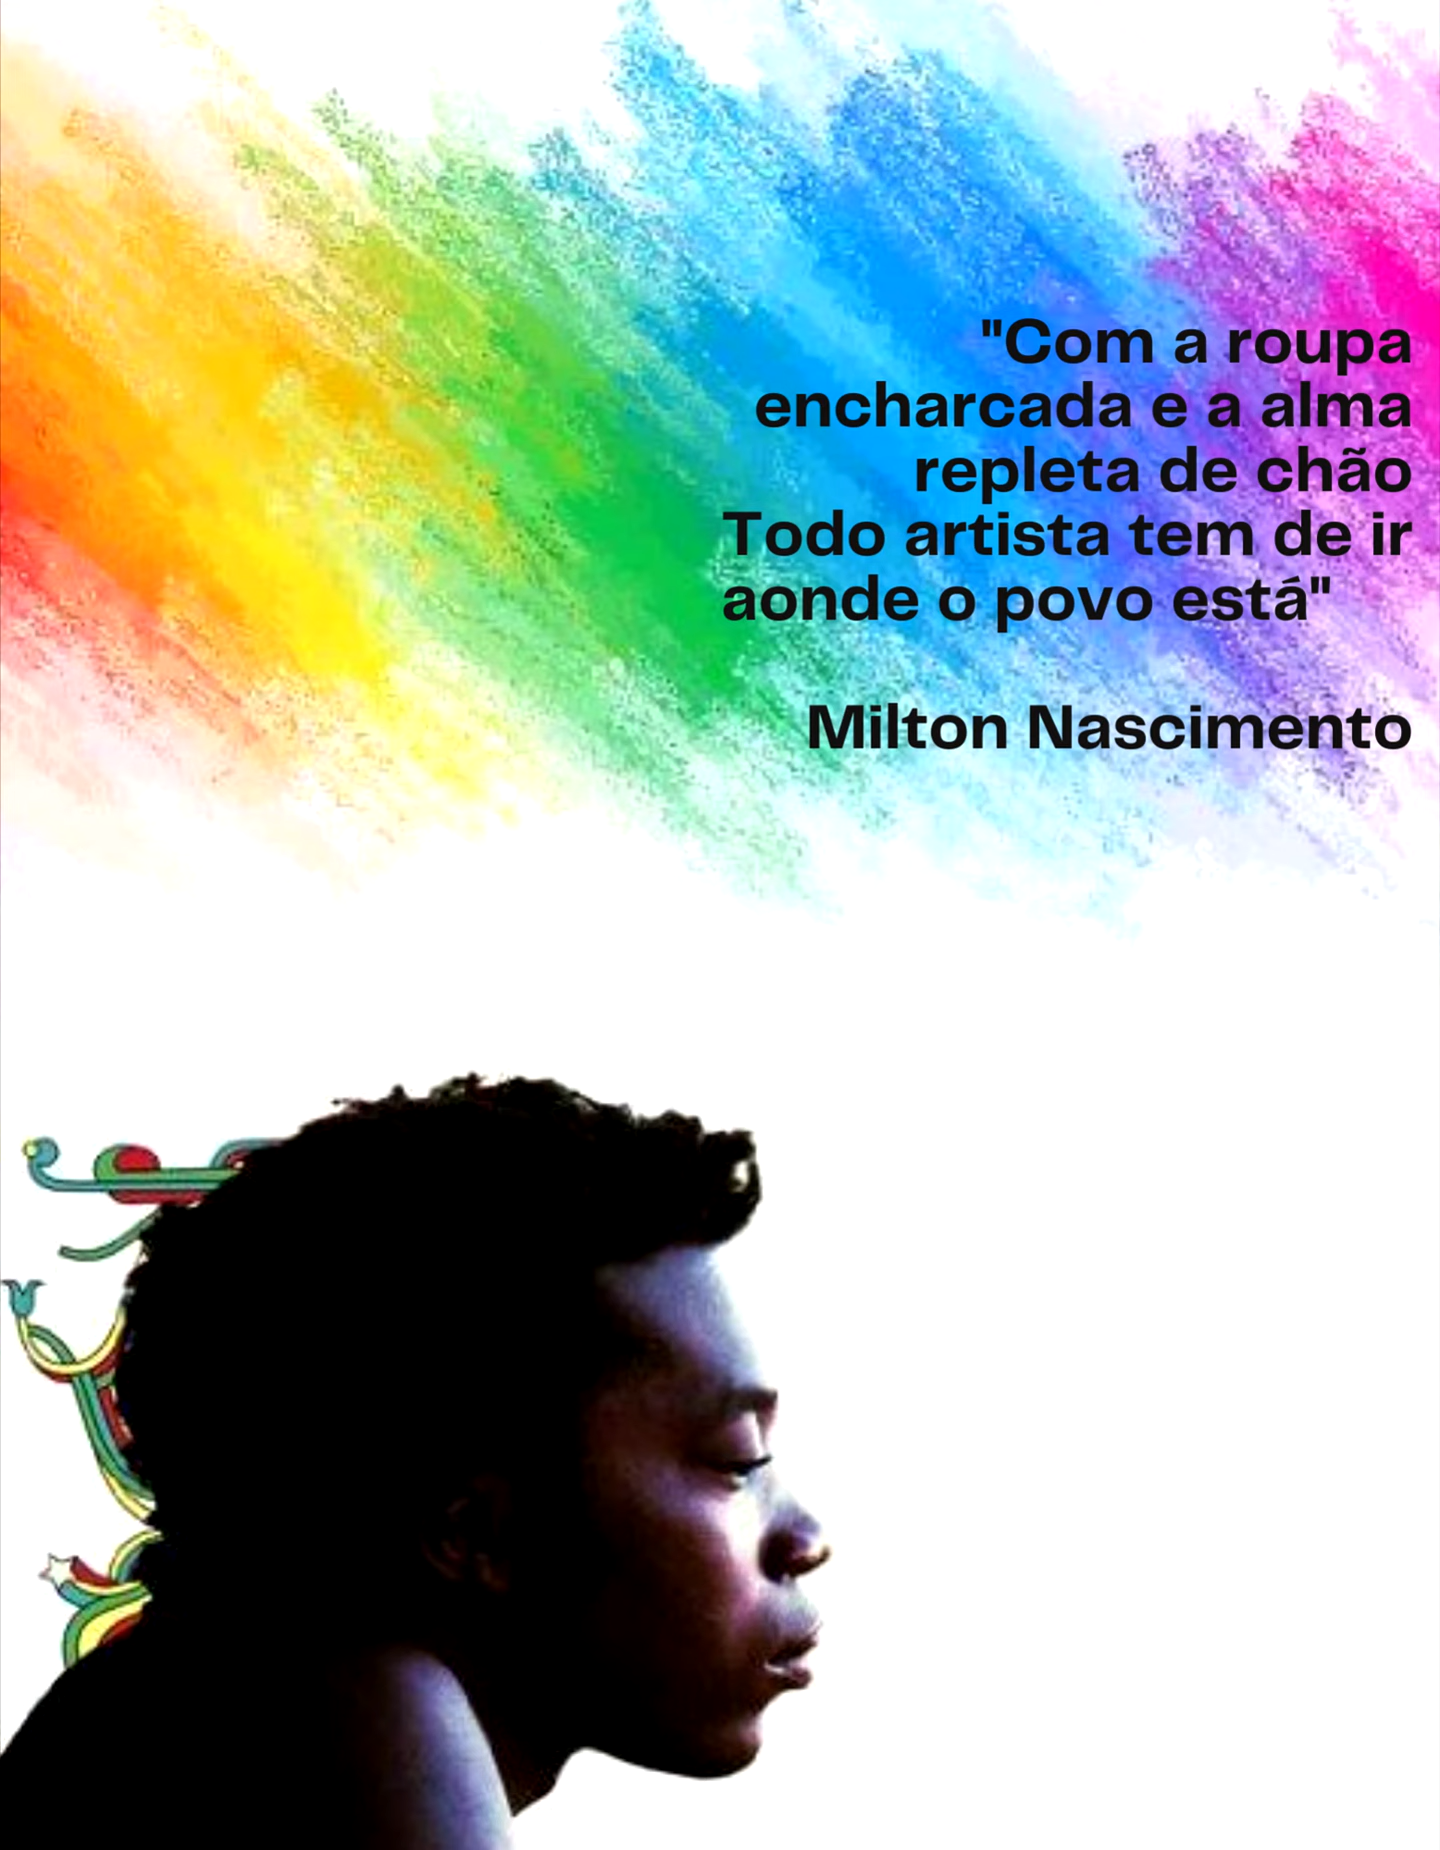 "Com a roupa
encharcada e a alma
repleta de chão
Todo artista tem de ir
aonde o povo está"
Milton Nascimento